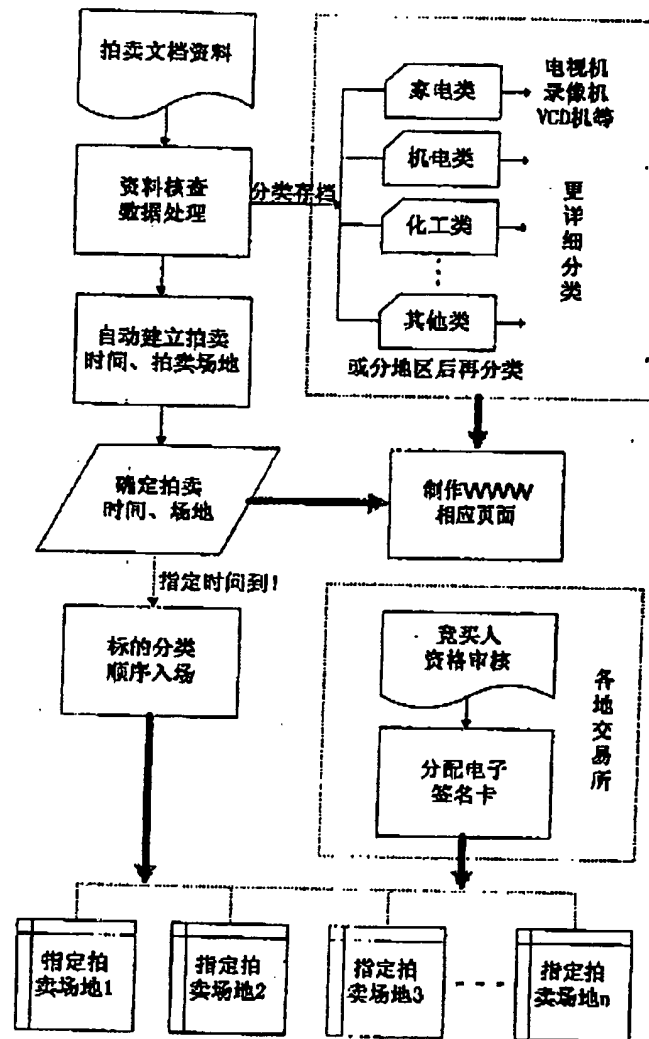 拍卖文档资料
资料核查
数据处理
分类存档
家电类
电视机
录像机
VCD机等
机电类
化工类
其他类
更详细分类
或分地区后再分类
自动建立拍卖
时间、拍卖场地
确定拍卖
时间、场地
制作WWW
相应页面
指定时间到!
标的分类
顺序入场
竞买人
资格审核
分配电子
签名卡
各地交易所
指定拍
卖场地1
指定拍
卖场地2
指定拍
卖场地3
指定拍
卖场地n